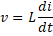 v = L di/dt